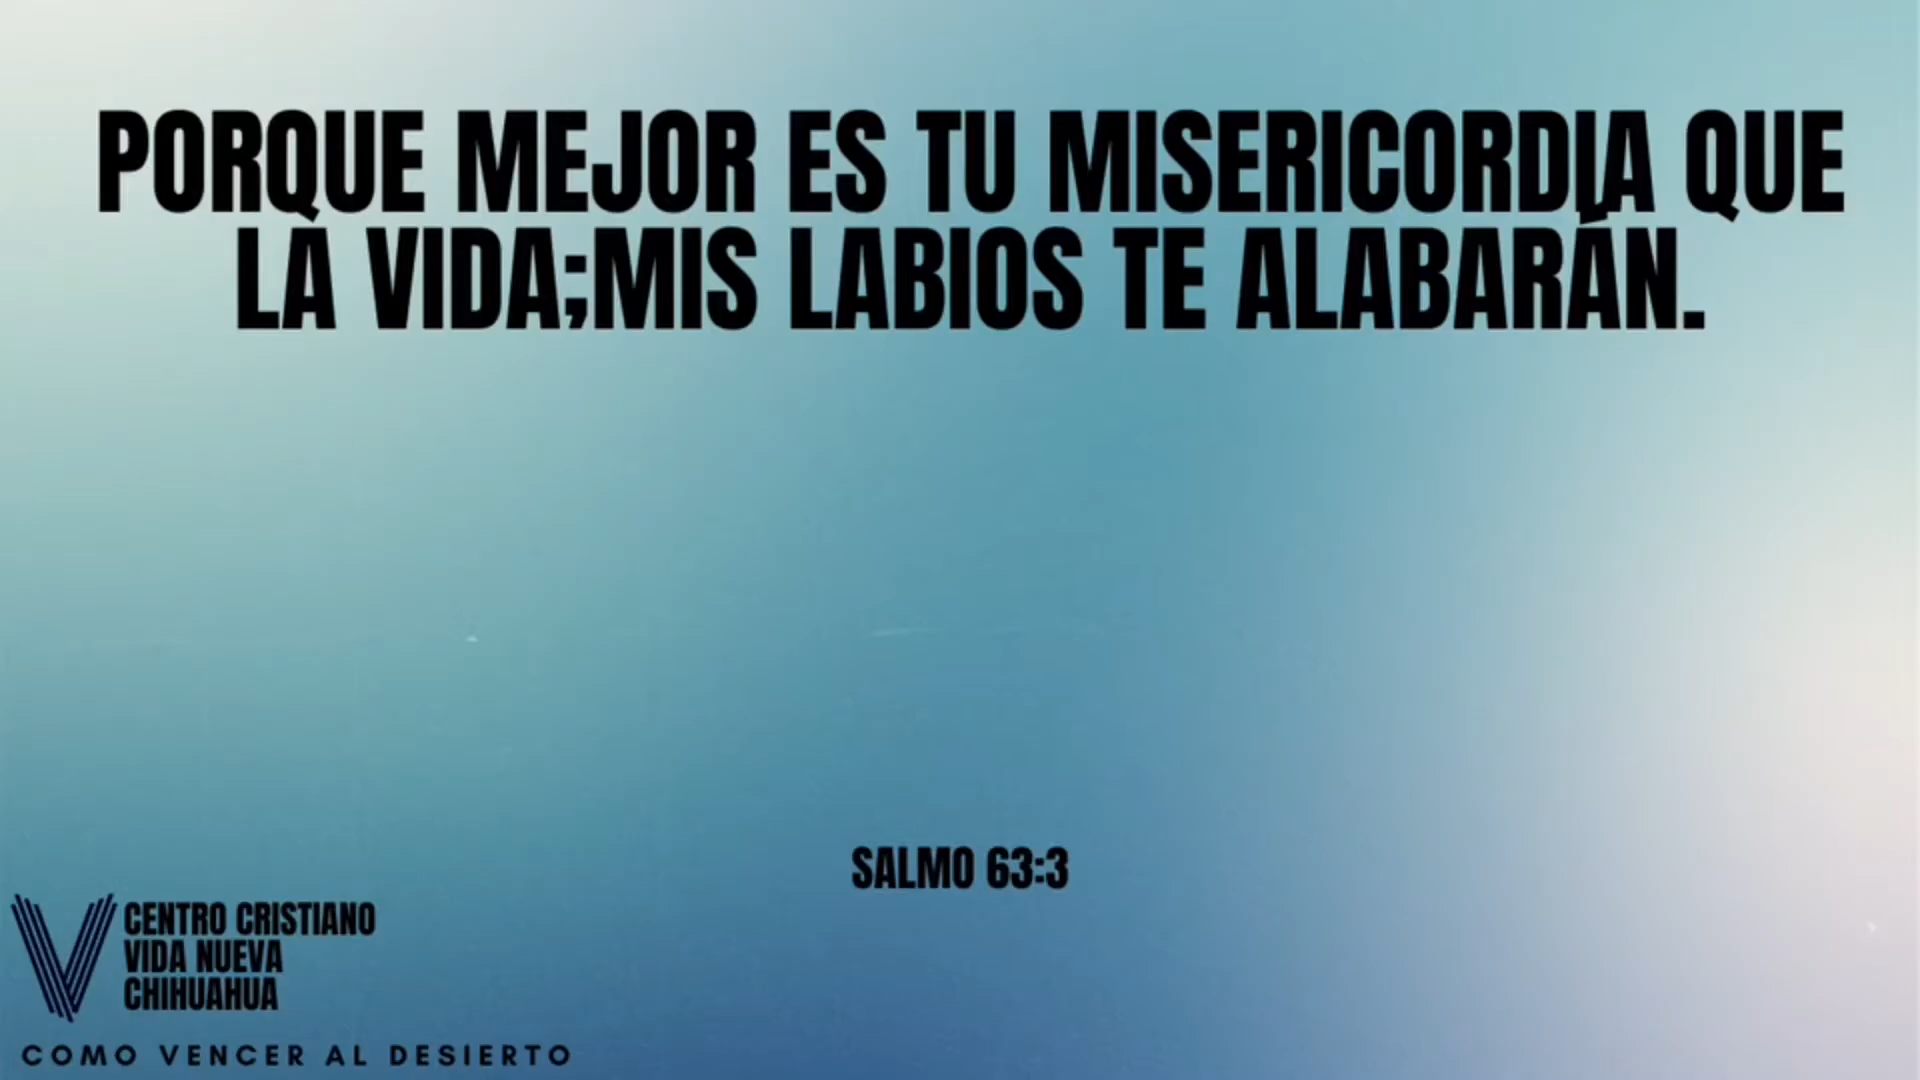 PORQUE MEJOR ES TU MISERICORDIA QUE
LA VIDA;MIS LABIOS TE ALABARÁN.
SALMO 63:3
CENTRO CRISTIANO
VIDA NUEVA
CHIHUAHUA
COMO VENCER AL DESIERTO